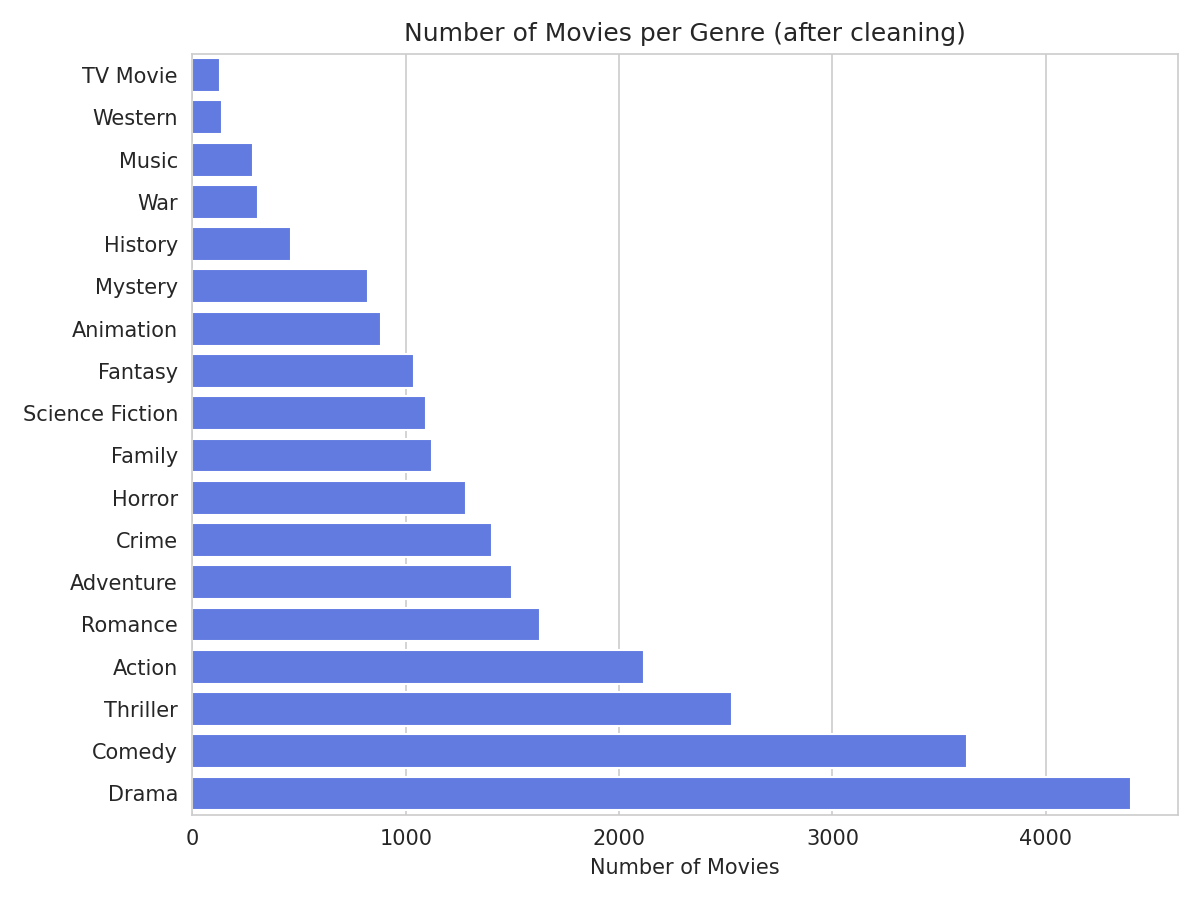 Number of Movies per Genre (after cleaning)
TV Movie
Western
Music
War
History
Mystery
Animation
Fantasy
Science Fiction
Family
Horror
Crime
Adventure
Romance
Action
Thriller
Comedy
Drama
0 1000 2000 3000 4000
Number of Movies